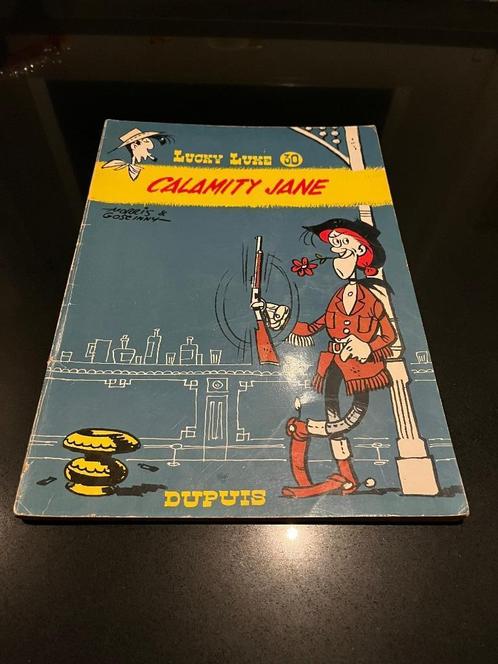 LUCKY LUKE 30
CALAMITY JANE
MORRIS &
GOSCINNY
DUPUIS